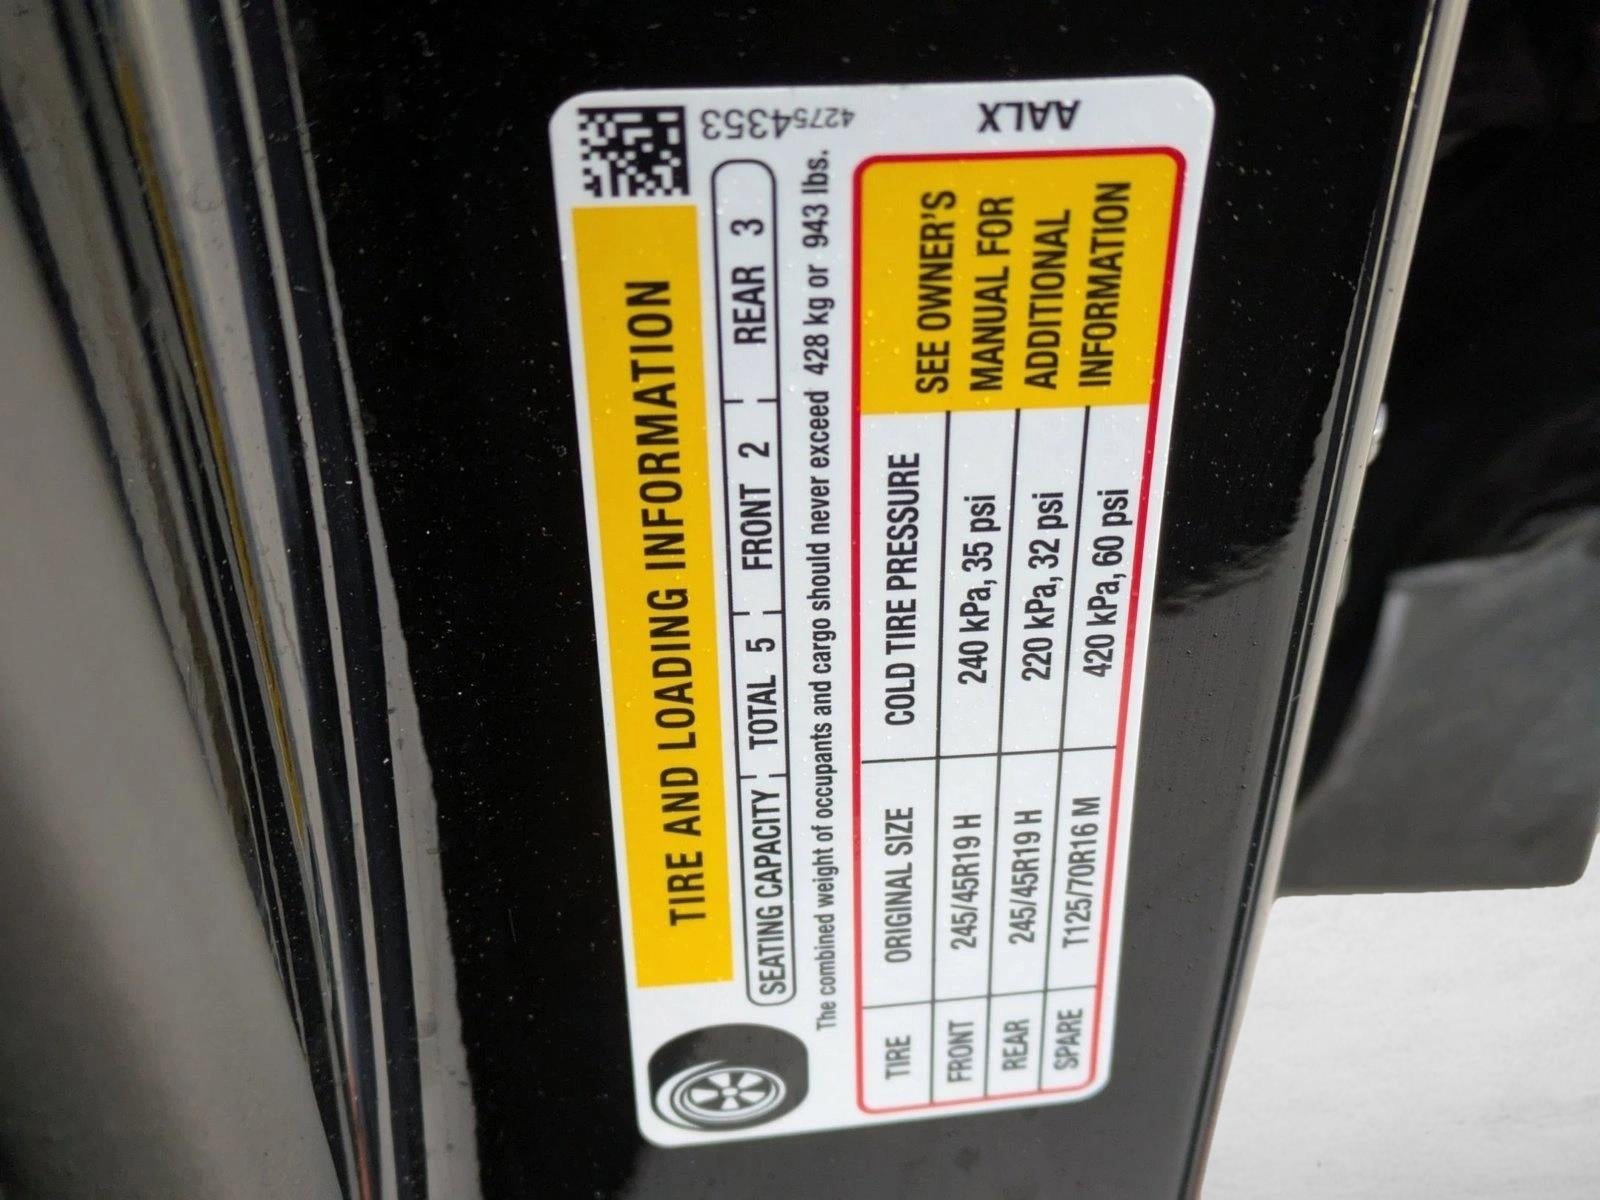 TIRE AND LOADING INFORMATION
42754353
SEATING CAPACITY TOTAL 5 FRONT 2 REAR 3
The combined weight of occupants and cargo should never exceed 428 kg or 943 lbs.
AALX
TIRE ORIGINAL SIZE COLD TIRE PRESSURE
FRONT 245/45R19 H 240 kPa, 35 psi
REAR 245/45R19 H 220 kPa, 32 psi
SPARE T125/70R16 M 420 kPa, 60 psi
SEE OWNER'S
MANUAL FOR
ADDITIONAL
INFORMATION